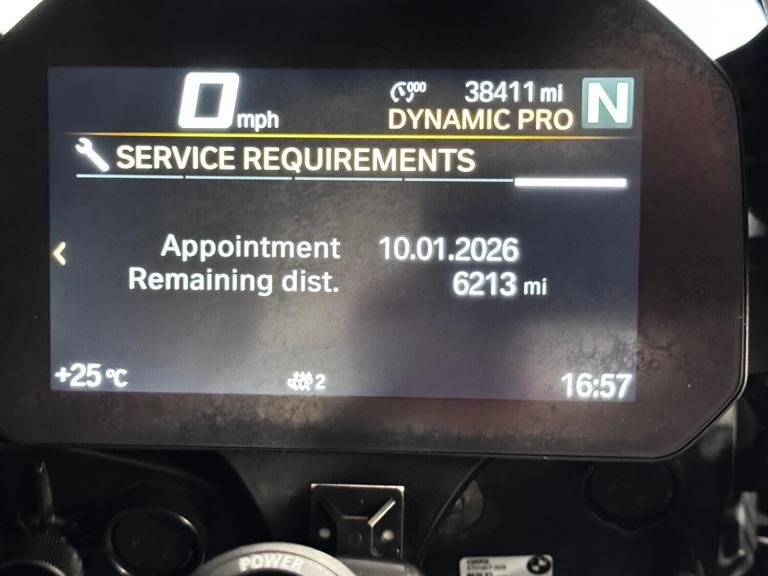 0 mph
38411 mi
N
DYNAMIC PRO
SERVICE REQUIREMENTS
Appointment 10.01.2026
Remaining dist. 6213 mi
+25 °C
2
16:57
POWER